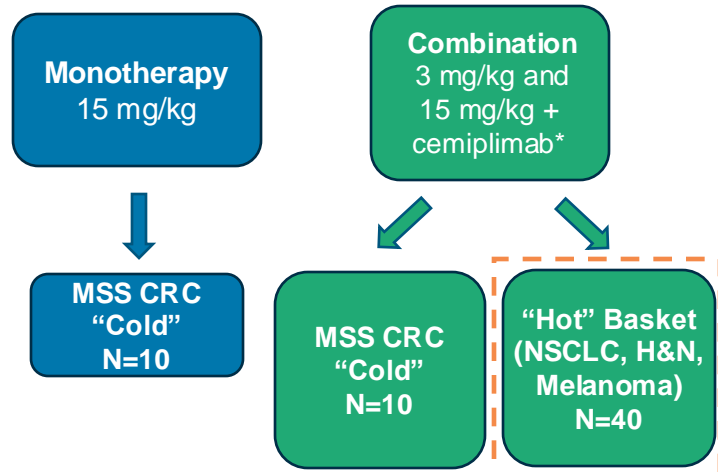 Monotherapy
15 mg/kg
Combination
3 mg/kg and
15 mg/kg +
cemiplimab*
MSS CRC
“Cold”
N=10
MSS CRC
“Cold”
N=10
“Hot” Basket
(NSCLC, H&N,
Melanoma)
N=40